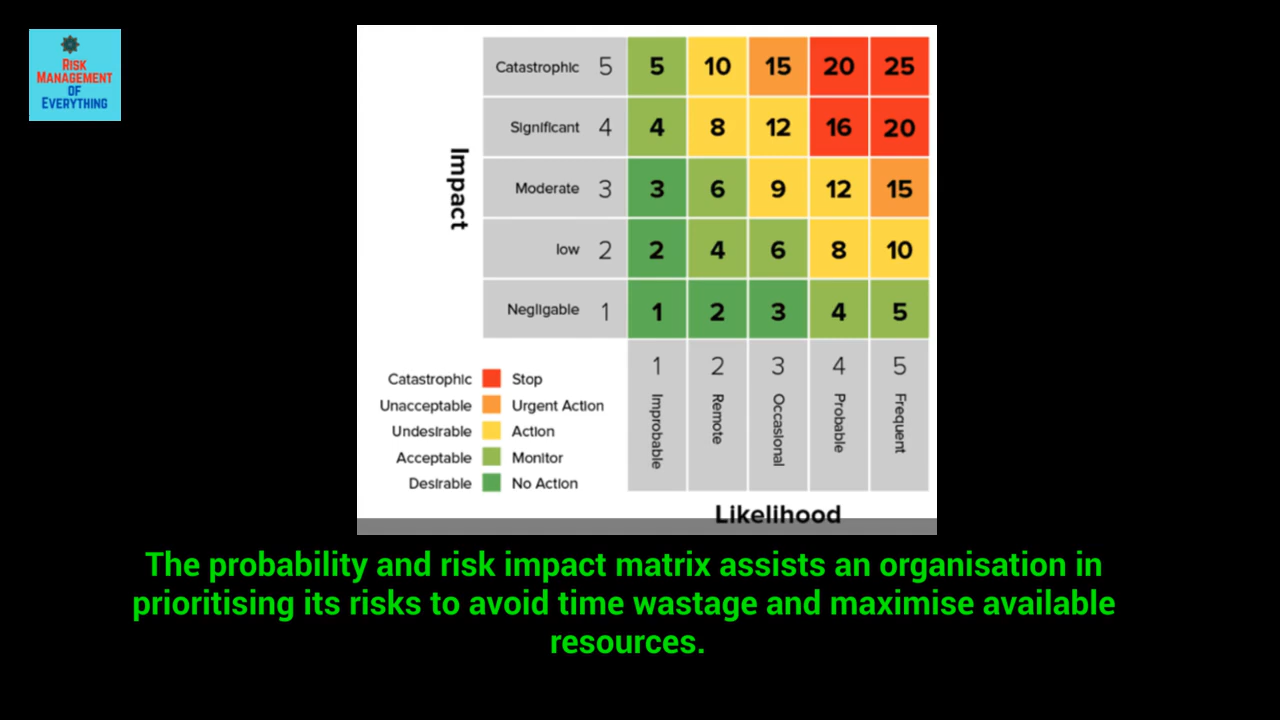 RISK
MANAGEMENT
OF
EVERYTHING
Impact
Catastrophic 5 5 10 15 20 25
Significant 4 4 8 12 16 20
Moderate 3 3 6 9 12 15
low 2 2 4 6 8 10
Negligable 1 1 2 3 4 5
1 2 3 4 5
Improbable Remote Occasional Probable Frequent
Catastrophic Stop
Unacceptable Urgent Action
Undesirable Action
Acceptable Monitor
Desirable No Action
Likelihood
The probability and risk impact matrix assists an organisation in
prioritising its risks to avoid time wastage and maximise available
resources.